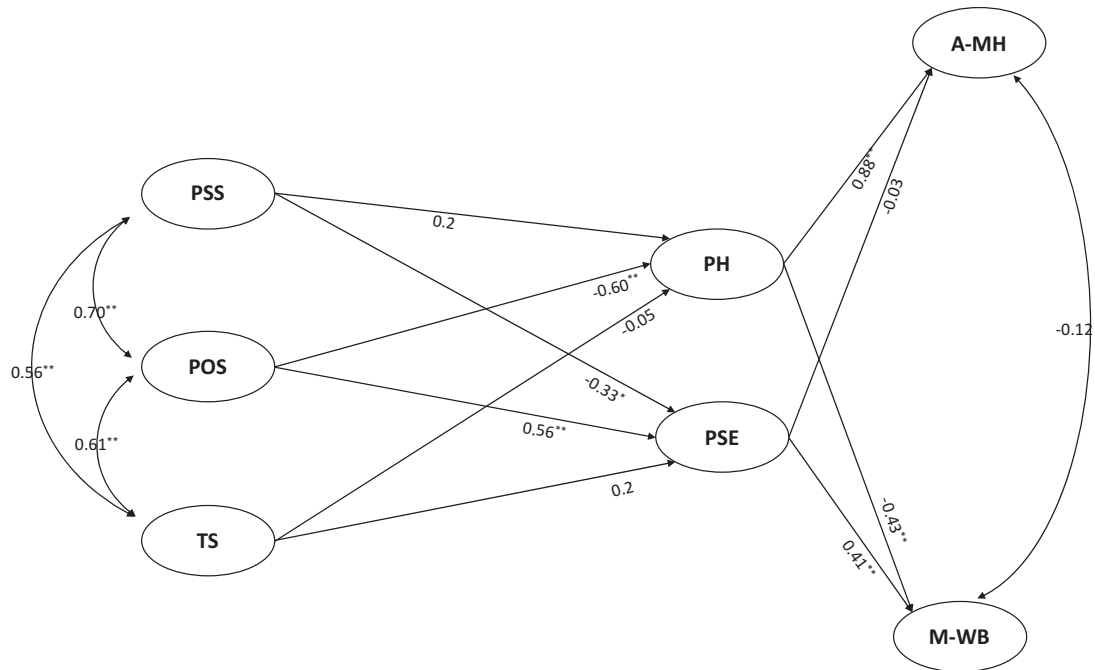 A-MH
PSS
0.88**
-0.03
0.2
PH
-0.60**
0.70**
-0.05
-0.12
POS
0.56**
-0.33*
0.56**
PSE
0.61**
0.2
-0.43**
TS
0.41**
M-WB